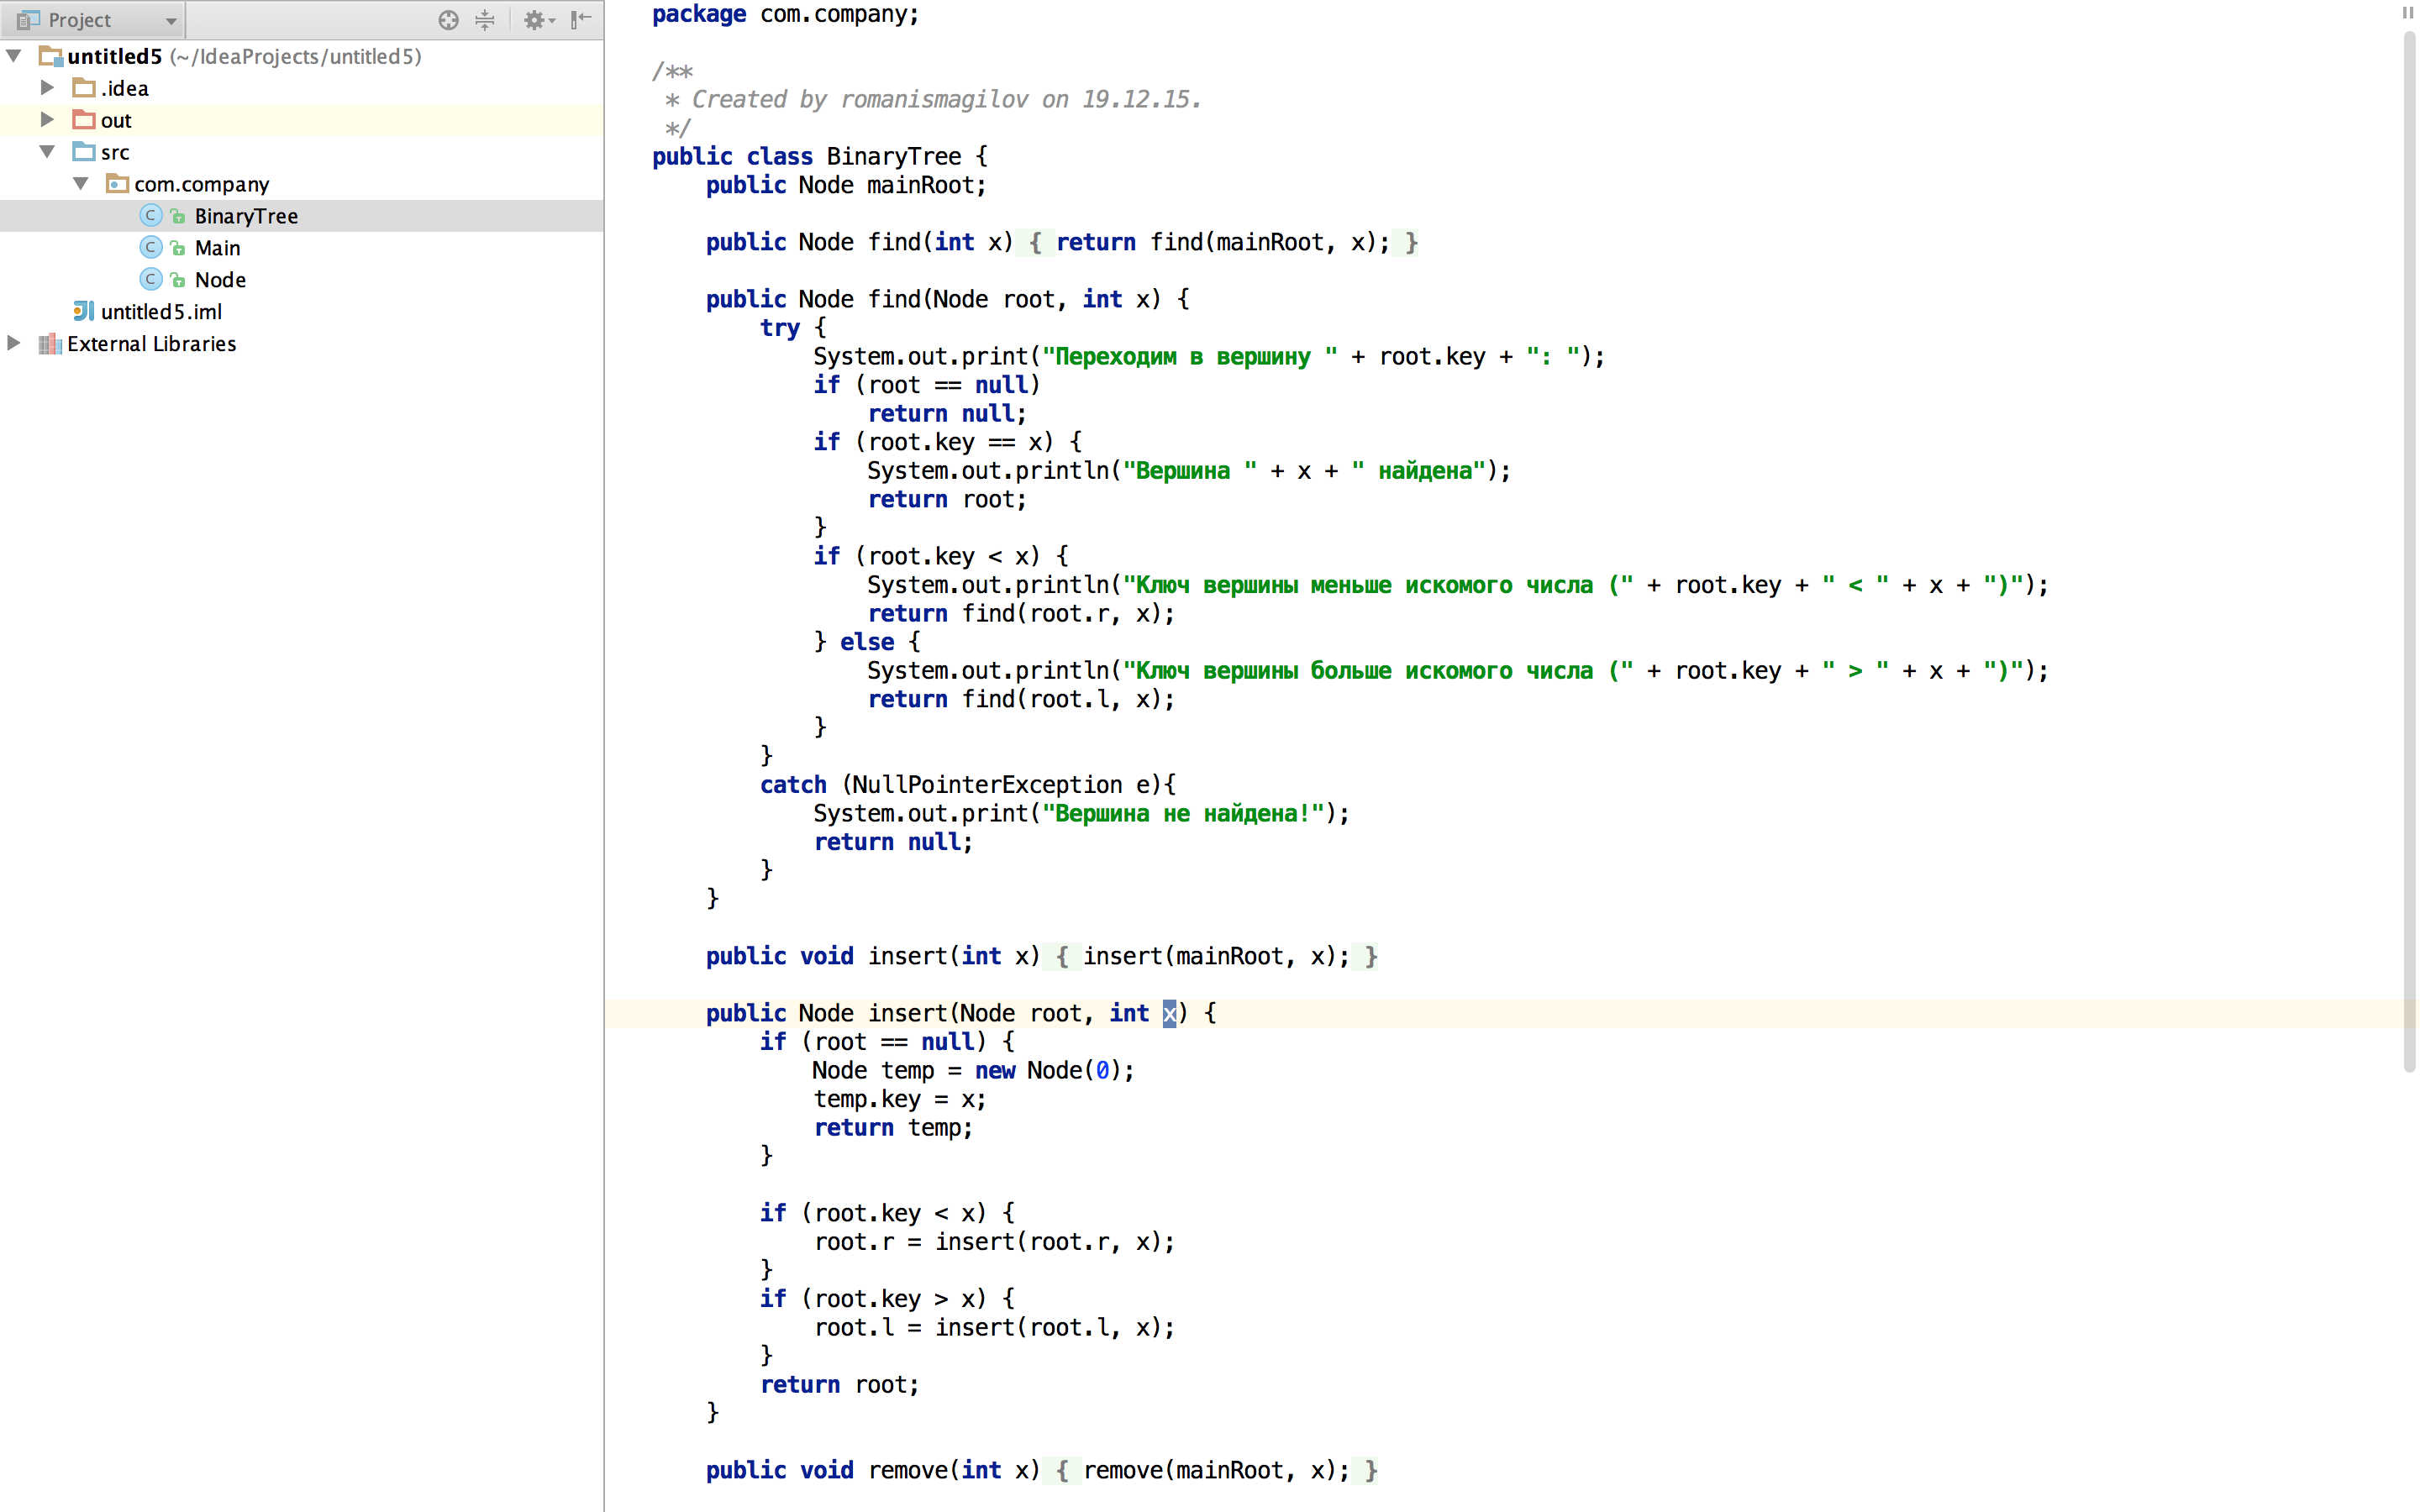 Project
untitled5 (~/IdeaProjects/untitled5)
.idea
out
src
com.company
BinaryTree
Main
Node
untitled5.iml
External Libraries
package com.company;
/**
* Created by romanismagilov on 19.12.15.
*/
public class BinaryTree {
public Node mainRoot;
public Node find(int x) { return find(mainRoot, x); }
public Node find(Node root, int x) {
try {
System.out.print("Переходим в вершину " + root.key + ": ");
if (root == null)
return null;
if (root.key == x) {
System.out.println("Вершина " + x + " найдена");
return root;
}
if (root.key < x) {
System.out.println("Ключ вершины меньше искомого числа (" + root.key + " < " + x + ")");
return find(root.r, x);
} else {
System.out.println("Ключ вершины больше искомого числа (" + root.key + " > " + x + ")");
return find(root.l, x);
}
}
catch (NullPointerException e){
System.out.print("Вершина не найдена!");
return null;
}
}
public void insert(int x) { insert(mainRoot, x); }
public Node insert(Node root, int x) {
if (root == null) {
Node temp = new Node(0);
temp.key = x;
return temp;
}
if (root.key < x) {
root.r = insert(root.r, x);
}
if (root.key > x) {
root.l = insert(root.l, x);
}
return root;
}
public void remove(int x) { remove(mainRoot, x); }